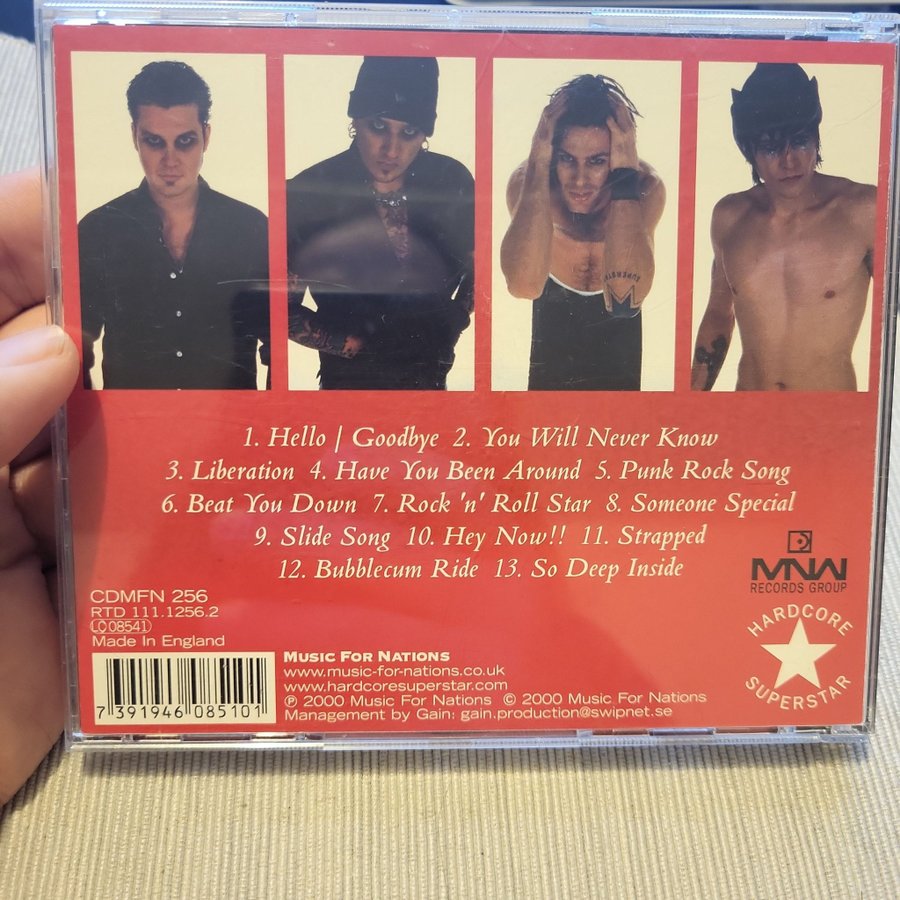 SUPERSTAR
1. Hello / Goodbye 2. You Will Never Know
3. Liberation 4. Have You Been Around 5. Punk Rock Song
6. Beat You Down 7. Rock 'n' Roll Star 8. Someone Special
9. Slide Song 10. Hey Now!! 11. Strapped
12. Bubblecum Ride 13. So Deep Inside
MNW
RECORDS GROUP
HARDCORE
SUPERSTAR
CDMFN 256
RTD 111.1256.2
LC 08541
Made In England
7 391946 085101
MUSIC FOR NATIONS
www.music-for-nations.co.uk
www.hardcoresuperstar.com
℗ 2000 Music For Nations © 2000 Music For Nations
Management by Gain: gain.production@swipnet.se